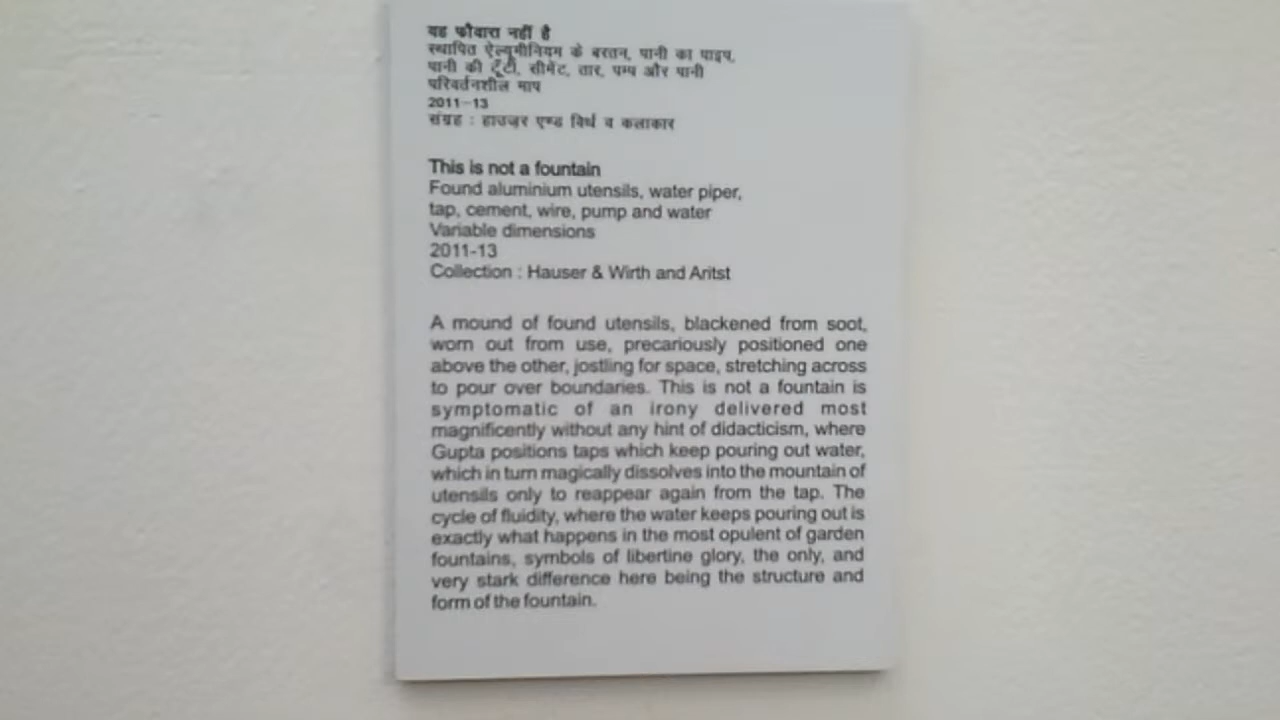 यह फौवारा नहीं है
स्थापित ऐल्यूमीनियम के बरतन, पानी का पाइप,
पानी की टूँटी, सीमेंट, तार, पम्प और पानी
परिवर्तनशील माप
2011-13
संग्रह : हाउज़र एण्ड विर्थ व कलाकार
This is not a fountain
Found aluminium utensils, water piper,
tap, cement, wire, pump and water
Variable dimensions
2011-13
Collection : Hauser & Wirth and Aritst
A mound of found utensils, blackened from soot,
worn out from use, precariously positioned one
above the other, jostling for space, stretching across
to pour over boundaries. This is not a fountain is
symptomatic of an irony delivered most
magnificently without any hint of didacticism, where
Gupta positions taps which keep pouring out water,
which in turn magically dissolves into the mountain of
utensils only to reappear again from the tap. The
cycle of fluidity, where the water keeps pouring out is
exactly what happens in the most opulent of garden
fountains, symbols of libertine glory, the only, and
very stark difference here being the structure and
form of the fountain.